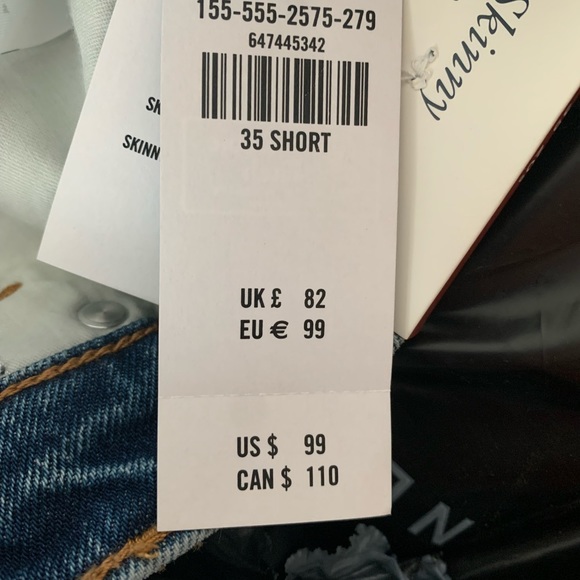 155-555-2575-279
647445342
35 SHORT
UK £ 82
EU € 99
US $ 99
CAN $ 110
Skinny